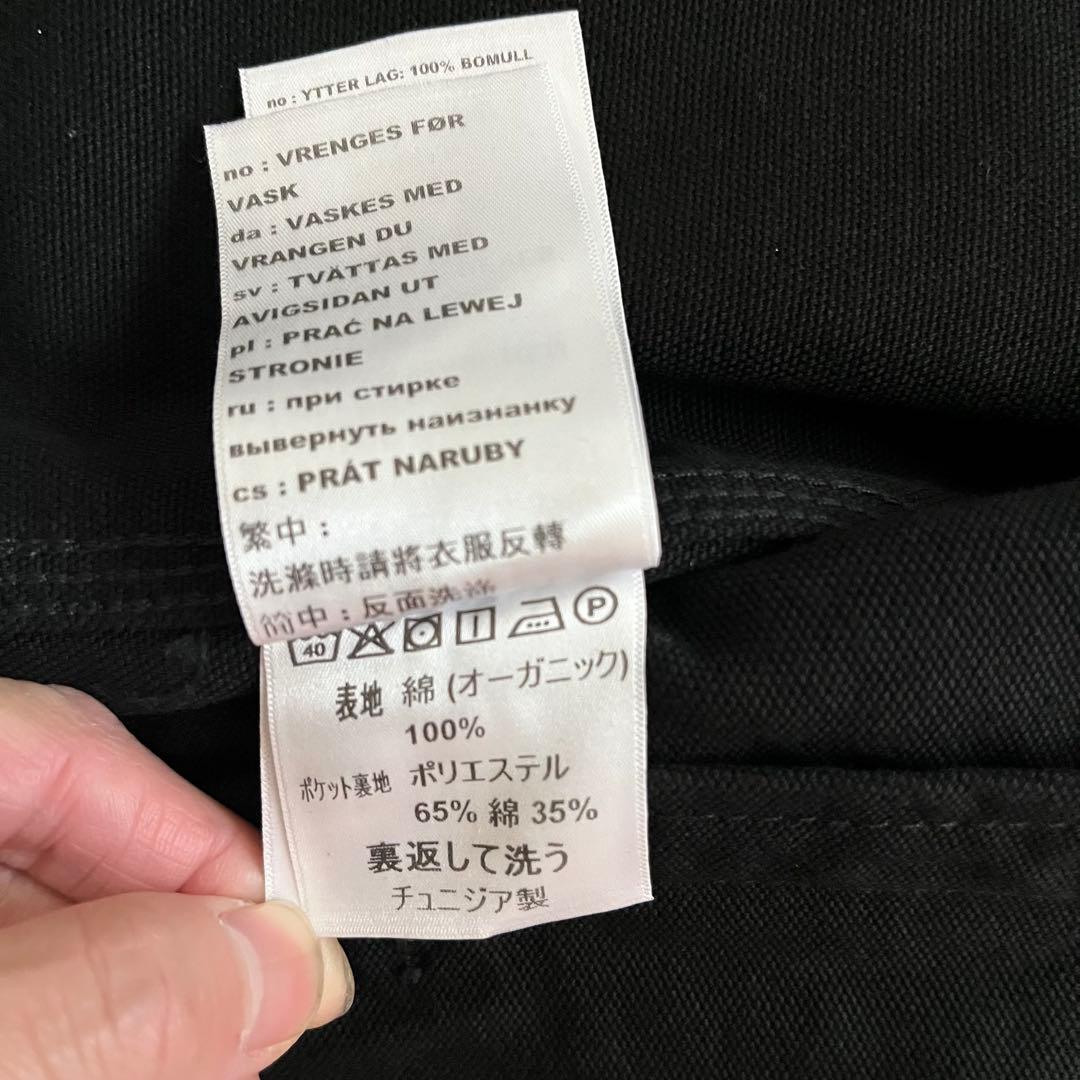 no : YTTER LAG: 100% BOMULL
no : VRENGES FØR
VASK
da : VASKES MED
VRANGEN DU
sv : TVÄTTAS MED
AVIGSIDAN UT
pl : PRAĆ NA LEWEJ
STRONIE
ru : при стирке
вывернуть наизнанку
cs : PRÁT NARUBY
繁中 :
洗滌時請將衣服反轉
简中 : 反面洗涤
40 P
表地 綿 (オーガニック)
100%
ポケット裏地 ポリエステル
65% 綿 35%
裏返して洗う
チュニジア製